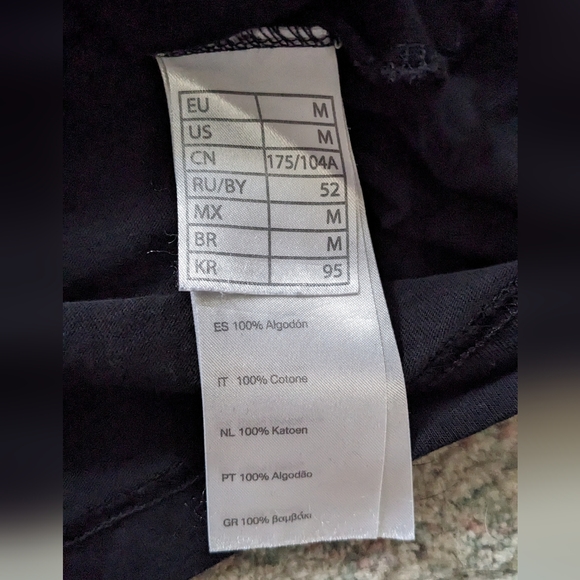 EU M
US M
CN 175/104A
RU/BY 52
MX M
BR M
KR 95
ES 100% Algodón
IT 100% Cotone
NL 100% Katoen
PT 100% Algodão
GR 100% βαμβάκι